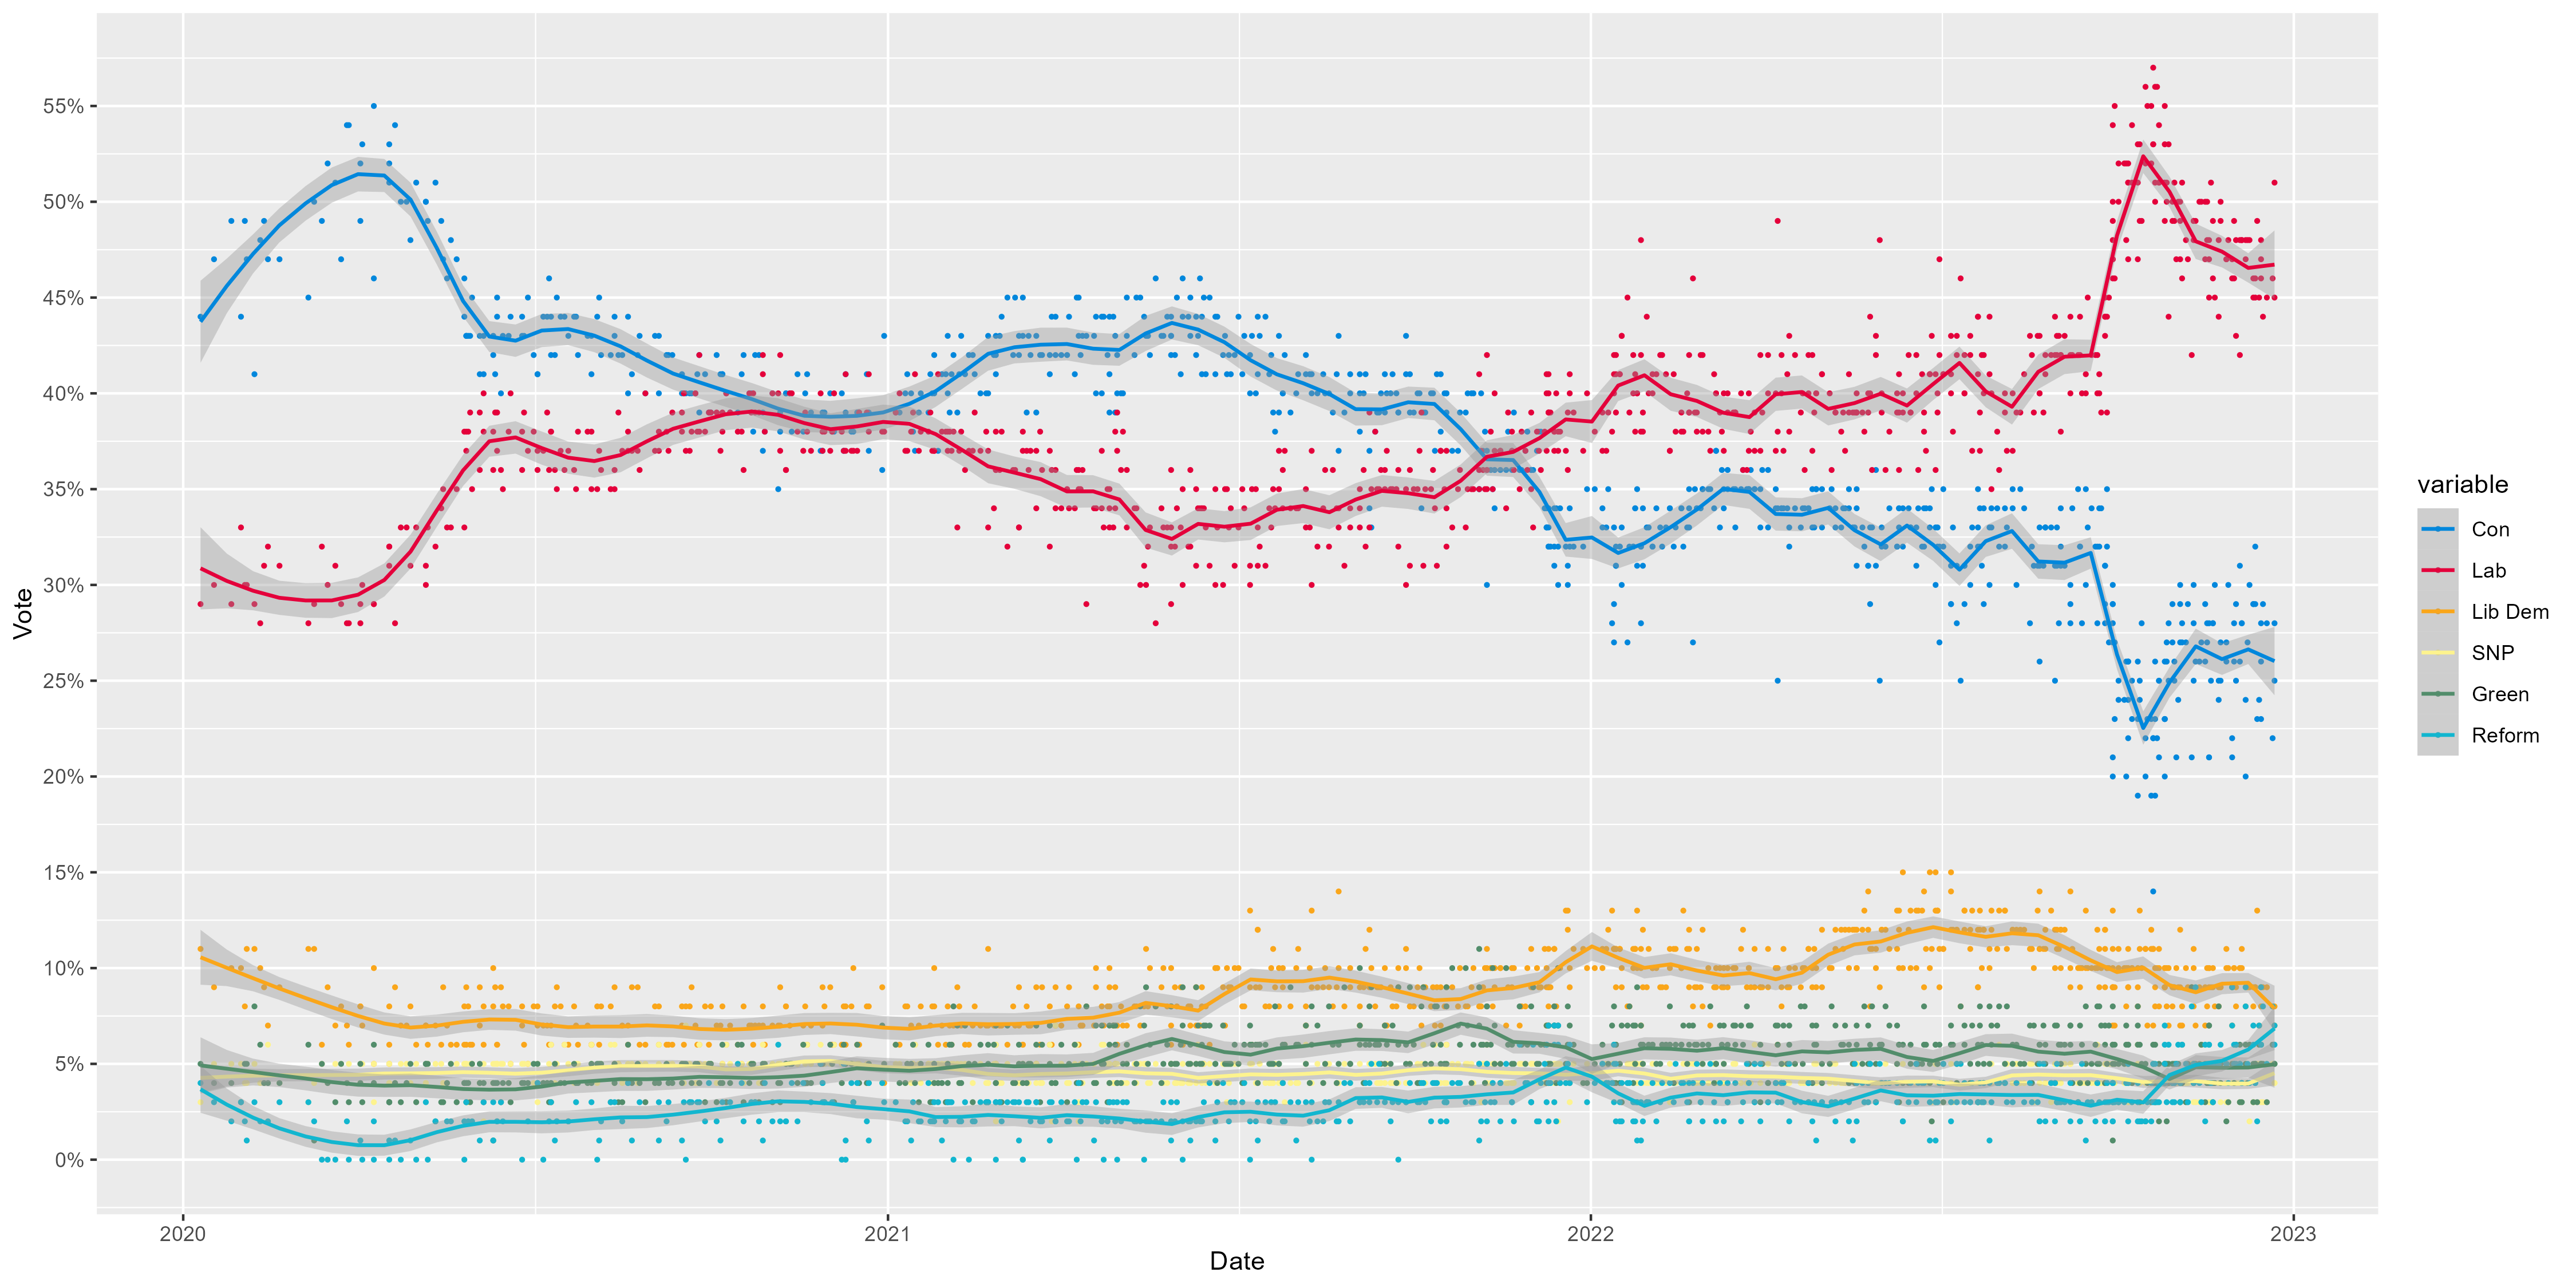 55%
50%
45%
40%
35%
30%
25%
20%
15%
10%
5%
0%
Vote
2020
2021
2022
2023
Date
variable
Con
Lab
Lib Dem
SNP
Green
Reform